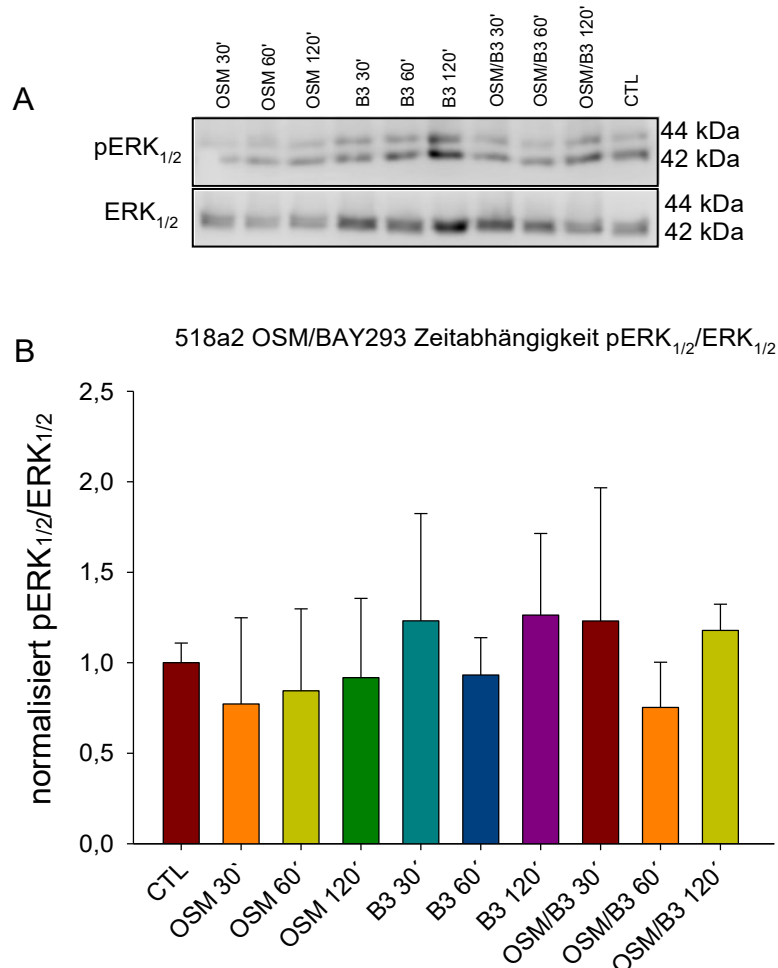 OSM 30'
OSM 60'
OSM 120'
B3 30'
B3 60'
B3 120'
OSM/B3 30'
OSM/B3 60'
OSM/B3 120'
CTL
A
pERK1/2
44 kDa
42 kDa
ERK1/2
44 kDa
42 kDa
B
518a2 OSM/BAY293 Zeitabhängigkeit pERK1/2/ERK1/2
normalisiert pERK1/2/ERK1/2
2,5
2,0
1,5
1,0
0,5
0,0
CTL
OSM 30´
OSM 60´
OSM 120´
B3 30´
B3 60´
B3 120´
OSM/B3 30´
OSM/B3 60´
OSM/B3 120´